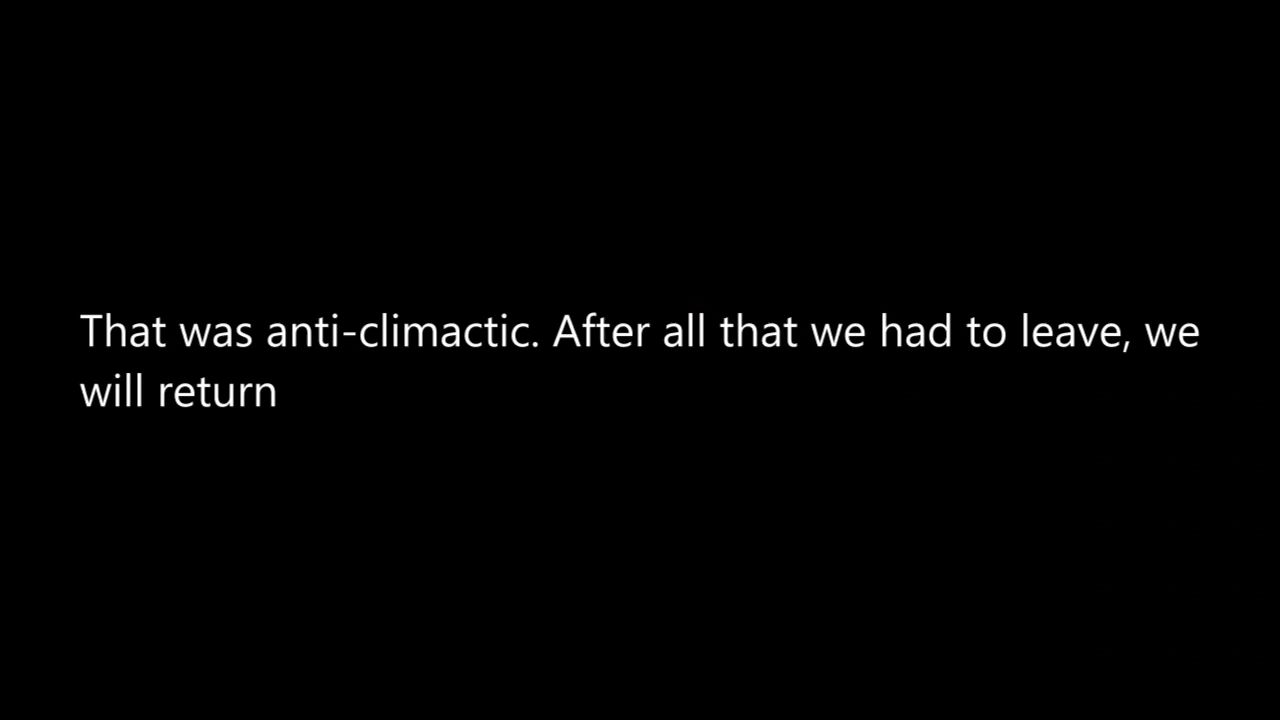 That was anti-climactic. After all that we had to leave, we
will return